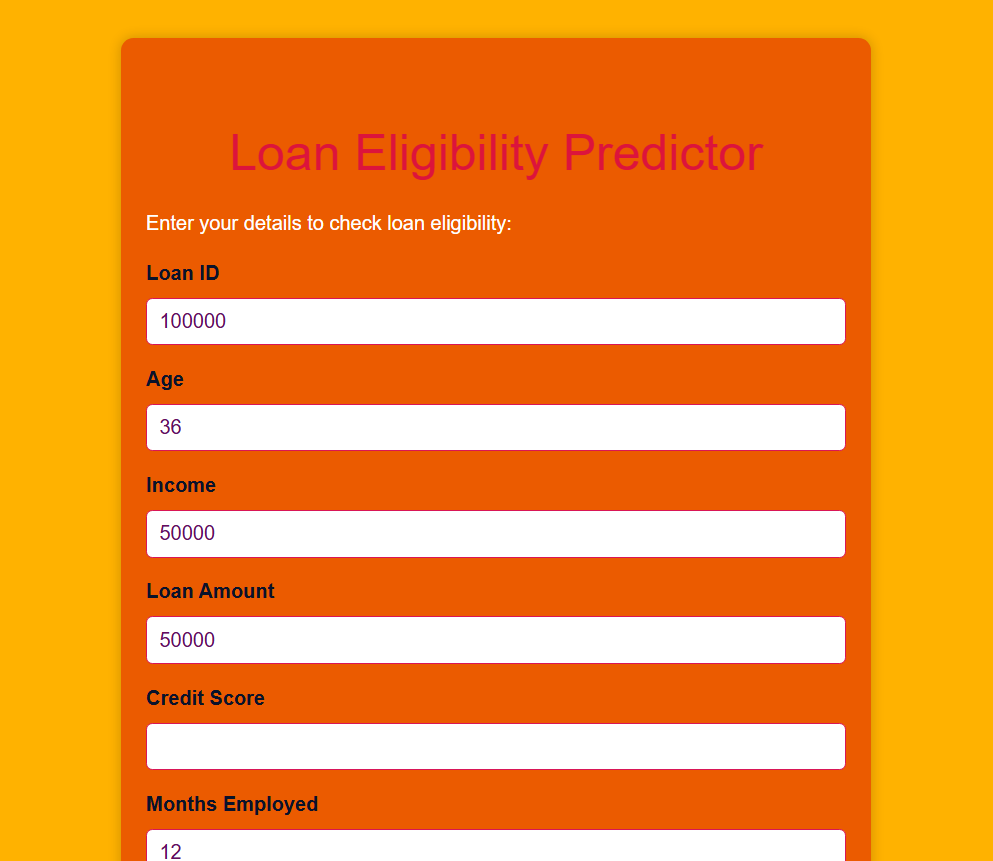 Loan Eligibility Predictor
Enter your details to check loan eligibility:
Loan ID
100000
Age
36
Income
50000
Loan Amount
50000
Credit Score
Months Employed
12